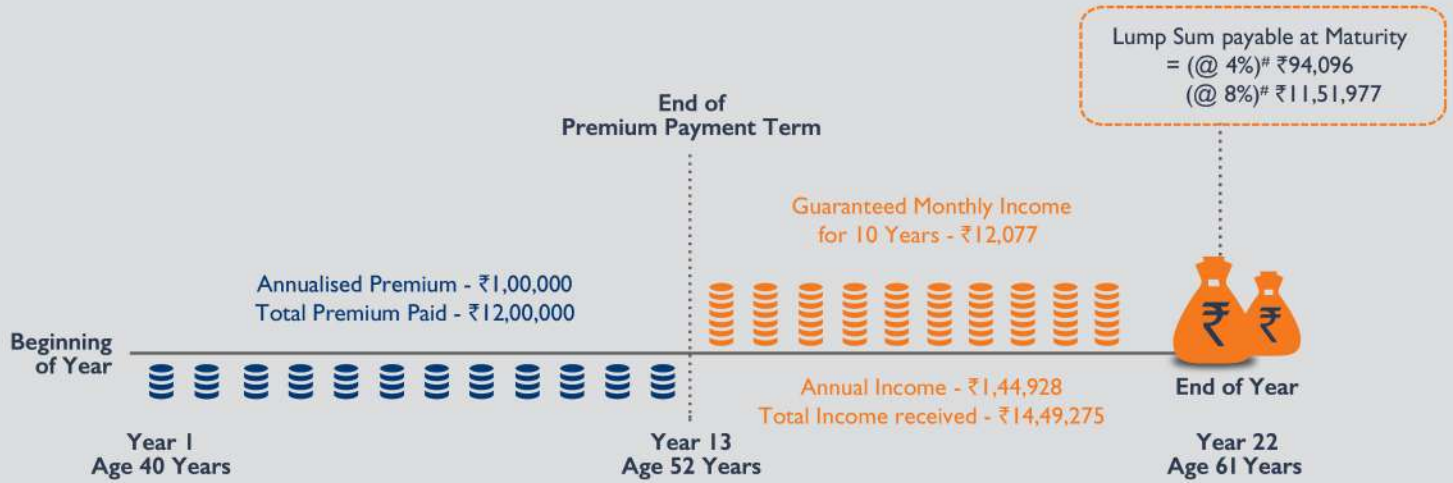 Lump Sum payable at Maturity
= (@ 4%)# ₹94,096
(@ 8%)# ₹11,51,977
End of
Premium Payment Term
Guaranteed Monthly Income
for 10 Years - ₹12,077
Annualised Premium - ₹1,00,000
Total Premium Paid - ₹12,00,000
Beginning
of Year
₹ ₹
Annual Income - ₹1,44,928
Total Income received - ₹14,49,275
End of Year
Year 1
Age 40 Years
Year 13
Age 52 Years
Year 22
Age 61 Years